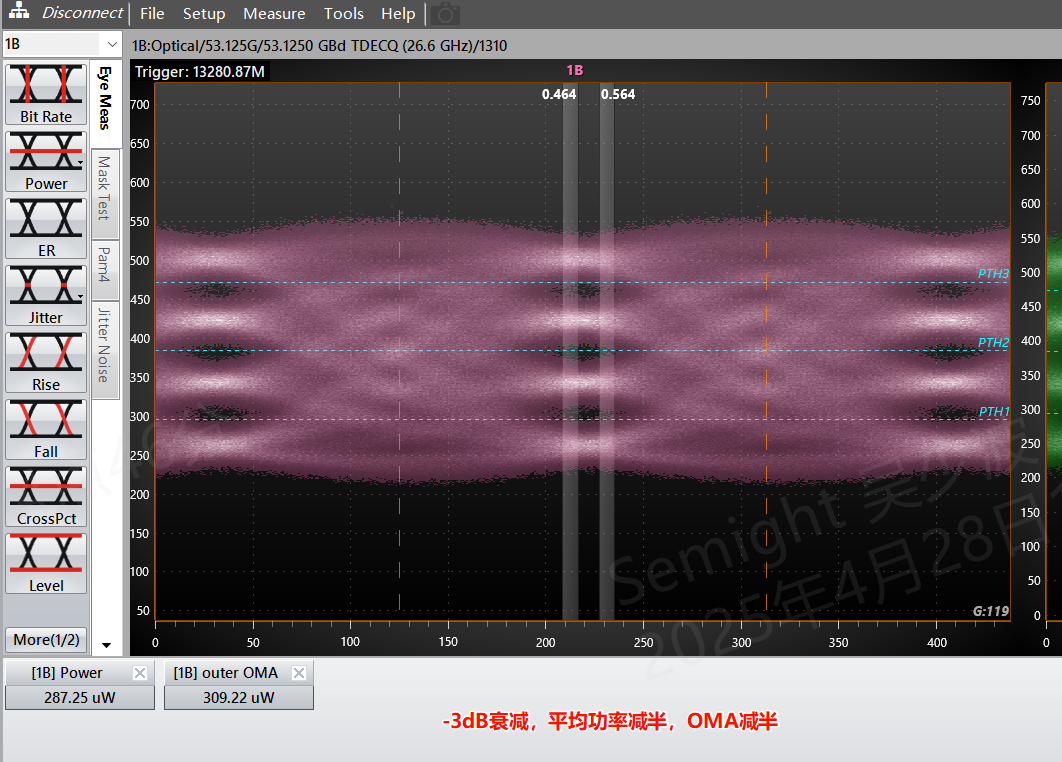 Disconnect File Setup Measure Tools Help
1B 1B:Optical/53.125G/53.1250 GBd TDECQ (26.6 GHz)/1310
Trigger: 13280.87M
1B
0.464 0.564
Bit Rate
Power
ER
Jitter
Rise
Fall
CrossPct
Level
More(1/2)
Eye Meas
Mask Test
Pam4
Jitter Noise
700
650
600
550
500
450
400
350
300
250
200
150
100
50
PTH3
PTH2
PTH1
G:119
0 50 100 150 200 250 300 350 400
750
700
650
600
550
500
450
400
350
300
250
200
150
100
50
0
0
Semight
2025年4月28日
[1B] Power [1B] outer OMA
287.25 uW 309.22 uW
-3dB衰减，平均功率减半，OMA减半